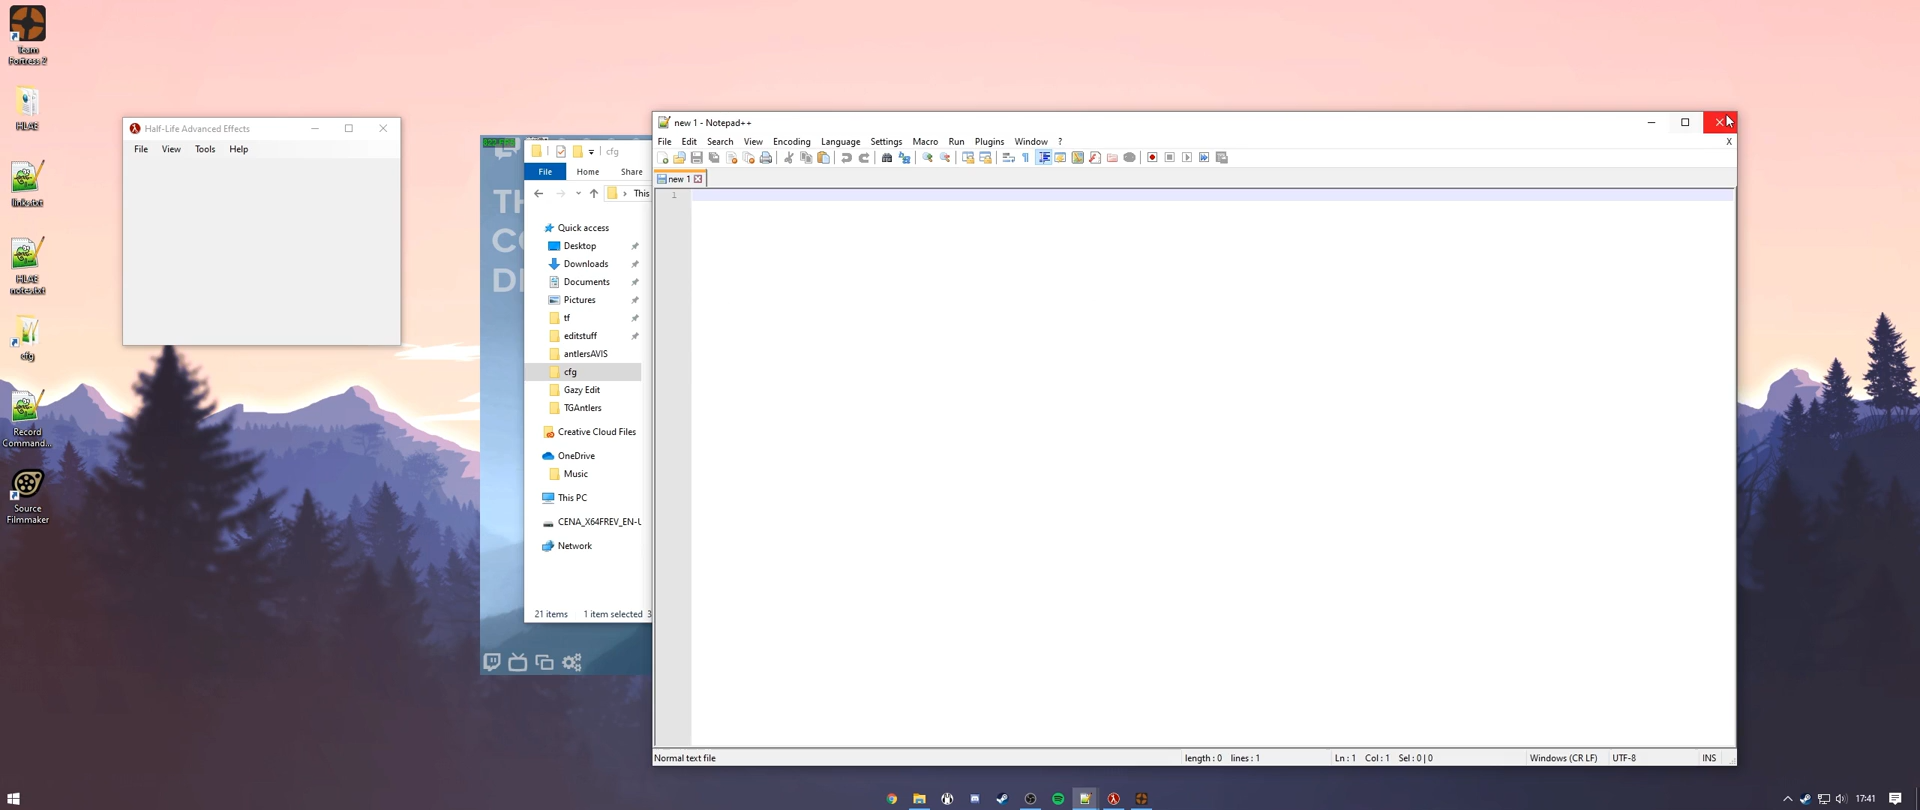 Team
Fortress 2
HLAE
links.txt
HLAE
notes.txt
cfg
Record
Command...
Source
Filmmaker
Half-Life Advanced Effects
File View Tools Help
cfg
File Home Share
This
Quick access
Desktop
Downloads
Documents
Pictures
tf
editstuff
antlersAVIS
cfg
Gazy Edit
TGAntlers
Creative Cloud Files
OneDrive
Music
This PC
CENA_X64FREV_EN-U
Network
21 items 1 item selected 3
new 1 - Notepad++
File Edit Search View Encoding Language Settings Macro Run Plugins Window ? X
new 1
1
Normal text file length : 0 lines : 1 Ln : 1 Col : 1 Sel : 0 | 0 Windows (CR LF) UTF-8 INS
17:41